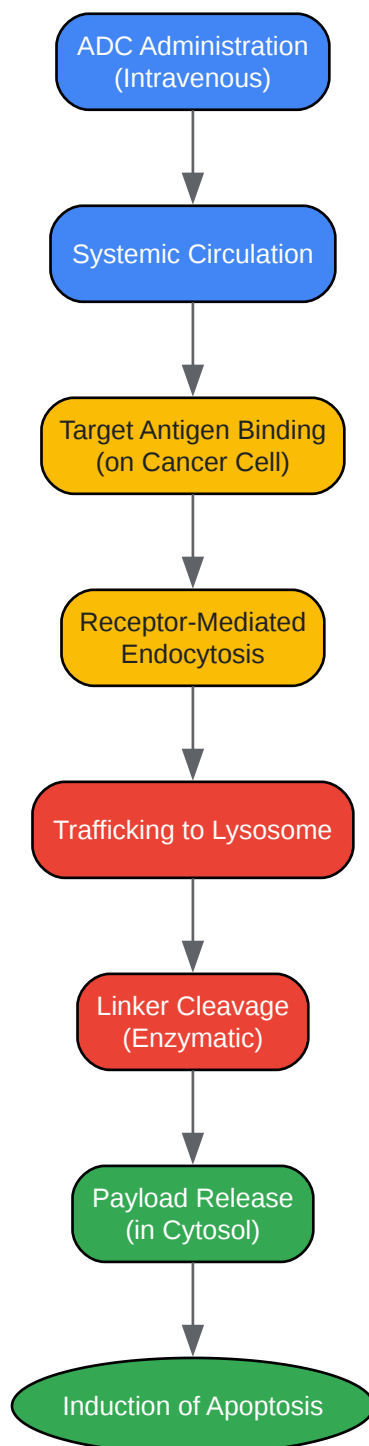 ADC Administration
(Intravenous)
Systemic Circulation
Target Antigen Binding
(on Cancer Cell)
Receptor-Mediated
Endocytosis
Trafficking to Lysosome
Linker Cleavage
(Enzymatic)
Payload Release
(in Cytosol)
Induction of Apoptosis